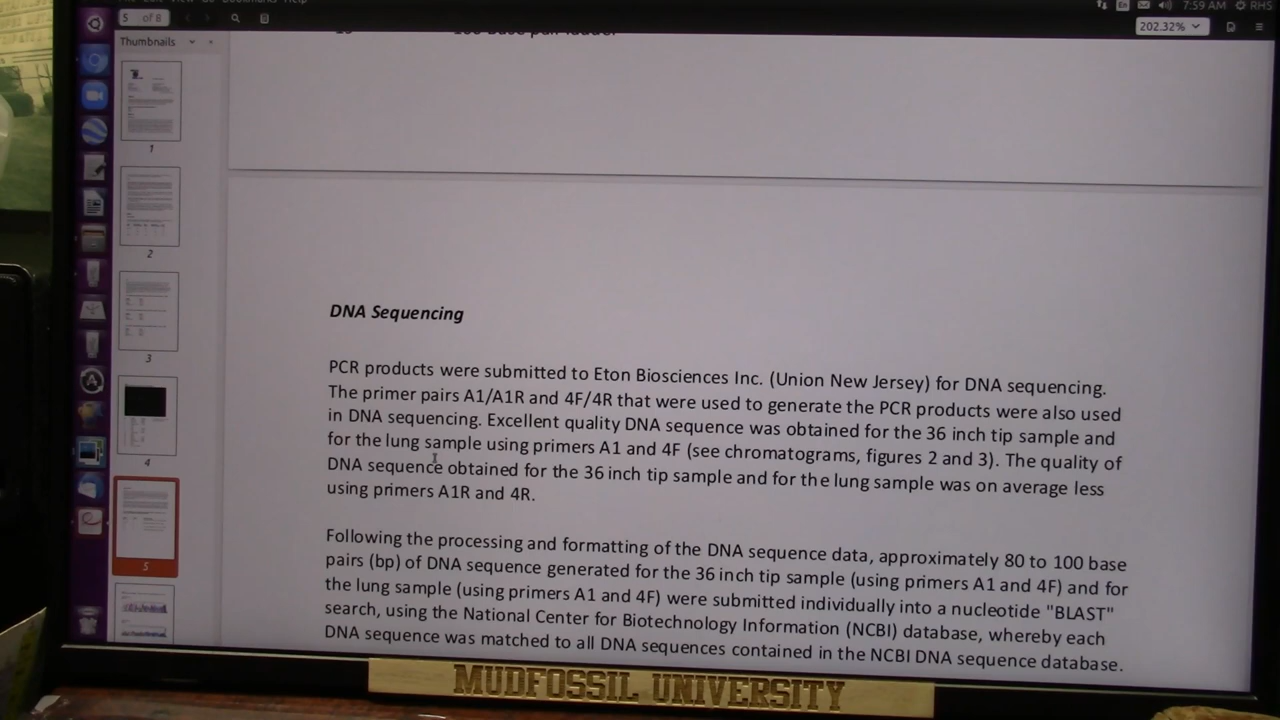 5 of 8
7:59 AM RHS
202.32%
Thumbnails
1
2
3
4
5
DNA Sequencing
PCR products were submitted to Eton Biosciences Inc. (Union New Jersey) for DNA sequencing.
The primer pairs A1/A1R and 4F/4R that were used to generate the PCR products were also used
in DNA sequencing. Excellent quality DNA sequence was obtained for the 36 inch tip sample and
for the lung sample using primers A1 and 4F (see chromatograms, figures 2 and 3). The quality of
DNA sequence obtained for the 36 inch tip sample and for the lung sample was on average less
using primers A1R and 4R.
Following the processing and formatting of the DNA sequence data, approximately 80 to 100 base
pairs (bp) of DNA sequence generated for the 36 inch tip sample (using primers A1 and 4F) and for
the lung sample (using primers A1 and 4F) were submitted individually into a nucleotide "BLAST"
search, using the National Center for Biotechnology Information (NCBI) database, whereby each
DNA sequence was matched to all DNA sequences contained in the NCBI DNA sequence database.
MUDFOSSIL UNIVERSITY